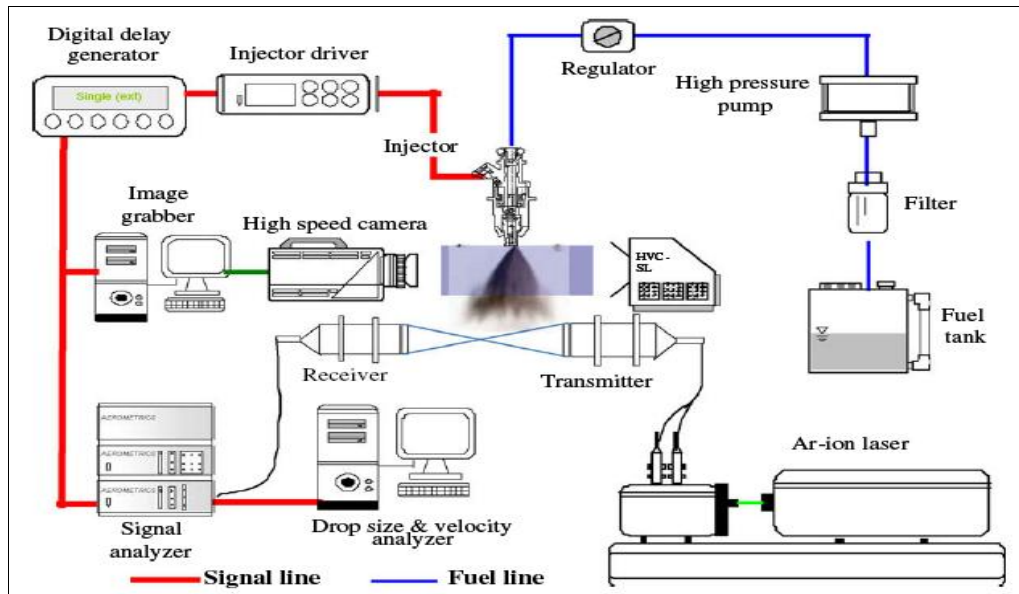 Digital delay
generator
Injector driver
Regulator
High pressure
pump
Single (ext)
Injector
Image
grabber
High speed camera
Filter
HVC -
SL
Fuel
tank
Receiver
Transmitter
AEROMETRICS
AEROMETRICS
AEROMETRICS
Ar-ion laser
Signal
analyzer
Drop size & velocity
analyzer
Signal line
Fuel line